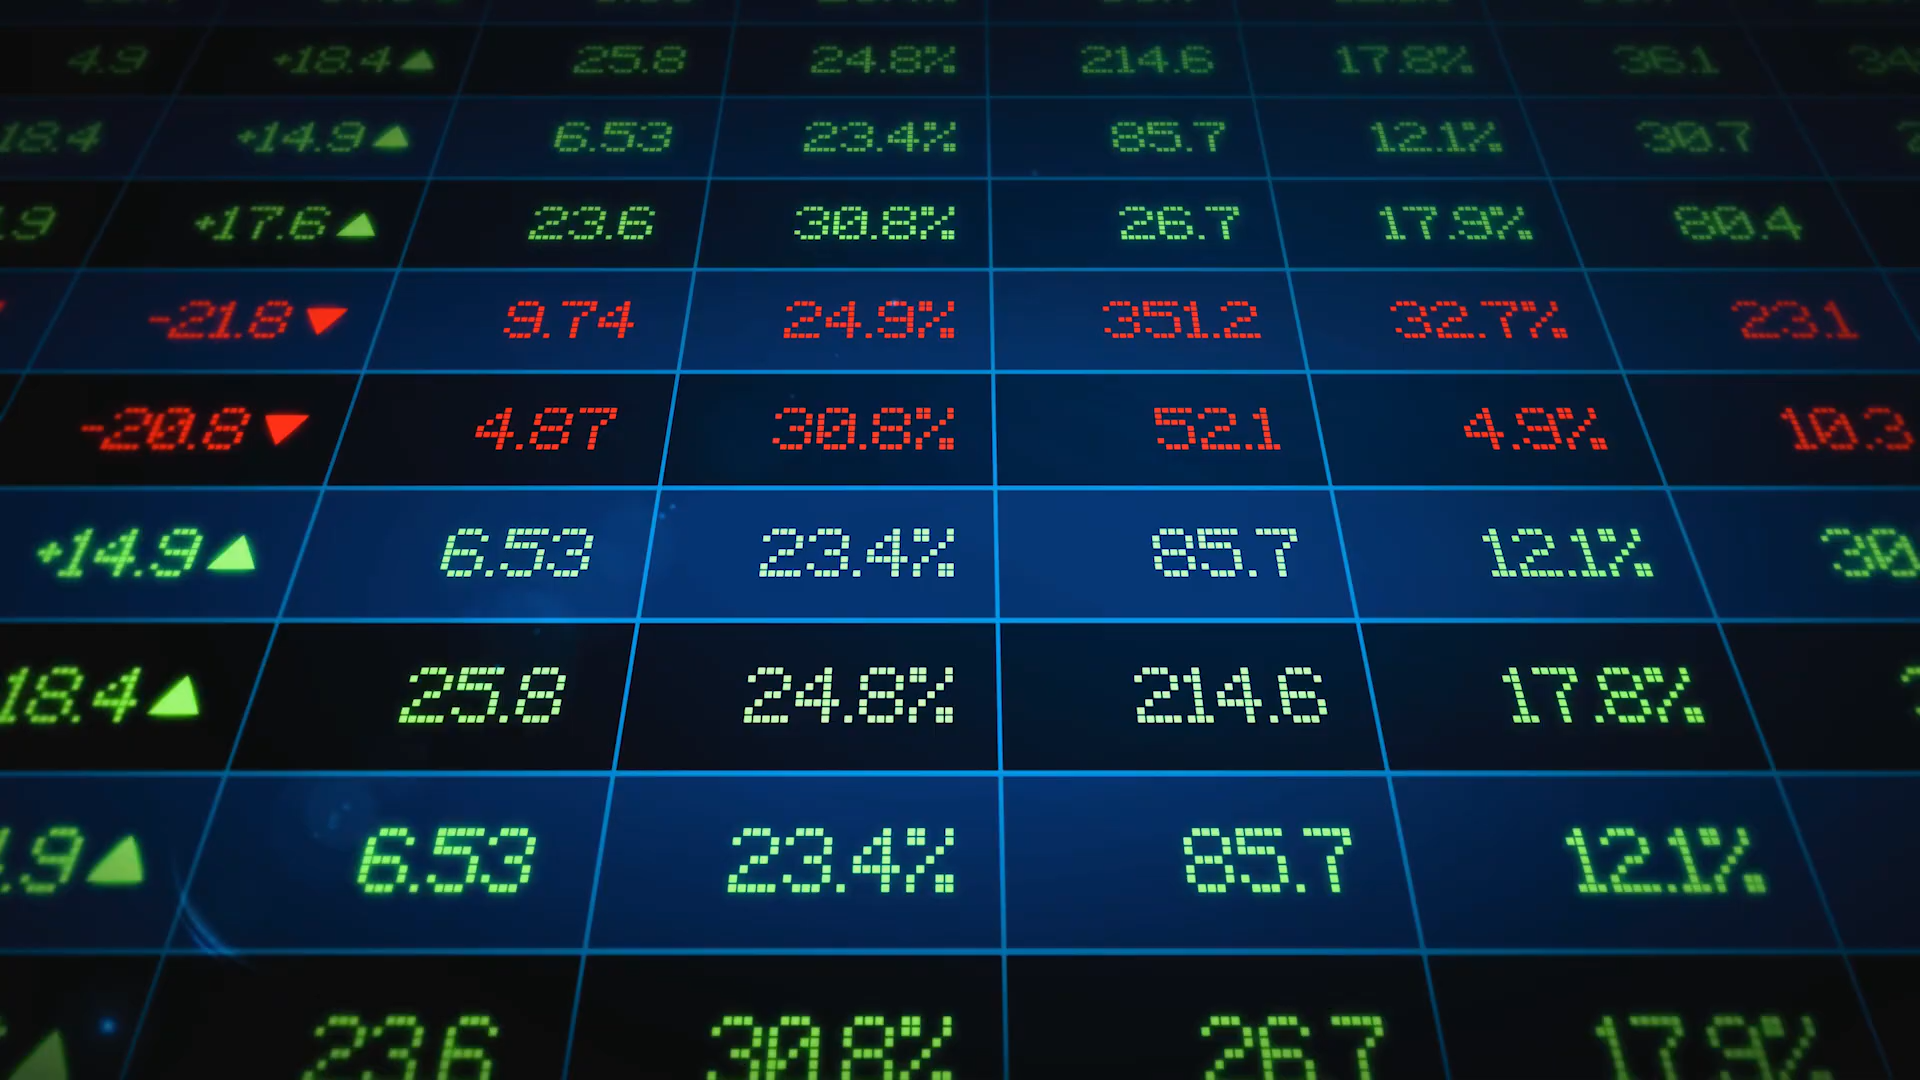 4.9 +18.4▲ 25.8 24.8% 214.6 17.8% 36.1
18.4 +14.9▲ 6.53 23.4% 85.7 12.1% 30.7
.9 +17.6▲ 23.6 30.8% 26.7 17.9% 80.4
-21.8▼ 9.74 24.9% 351.2 32.7% 23.1
-20.8▼ 4.87 30.8% 52.1 4.9% 10.3
+14.9▲ 6.53 23.4% 85.7 12.1% 30
18.4▲ 25.8 24.8% 214.6 17.8%
.9▲ 6.53 23.4% 85.7 12.1%
▲ 23.6 30.8% 26.7 17.9%